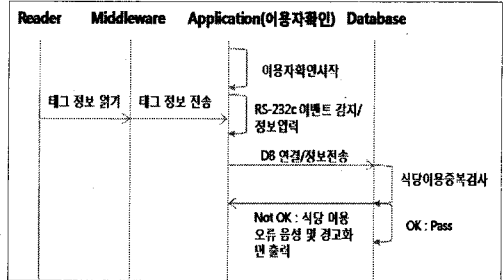 Reader Middleware Application(이용자확인) Database
이용자확인시작
태그 정보 읽기 태그 정보 전송
RS-232c 이벤트 감지/
정보입력
DB 연결/정보전송
식당이용중복검사
Not OK : 식당 이용
오류 음성 및 경고화
면 출력
OK : Pass